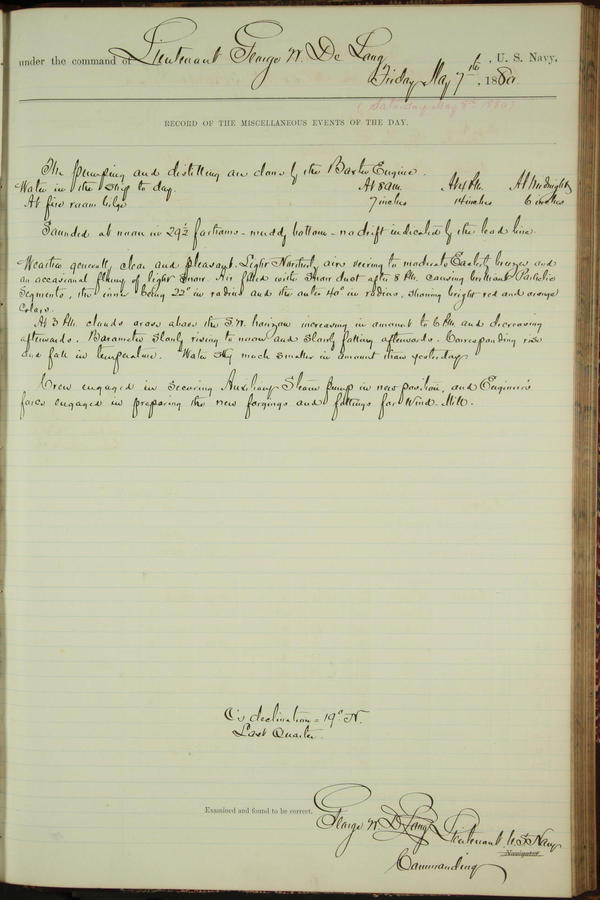 under the command of Lieutenant George W. De Long, U. S. Navy,
Friday May 7th, 1880
(Saturday May 8th 1880)
RECORD OF THE MISCELLANEOUS EVENTS OF THE DAY.
The pumping and distilling are done by the Baxter Engine.
Water in the ship to day. At 8 am. At 4 Pm. At Midnight
At fire room bilge 7 inches 14 inches 6 inches
Sounded at noon in 29½ fathoms - muddy bottom - no drift indicated by the lead line.
Weather generally clear and pleasant. Light Northerly airs veering to moderate Easterly breezes and
an occasional flurry of light snow. Air filled with snow dust after 8 Pm. causing brilliant Parhelic
segments, the inner being 22° in radius and the outer 40° in radius, showing bright red and orange
colors.
At 3 Pm clouds arose above the S.W. horizon increasing in amount to 6 Pm and decreasing
afterwards. Barometer slowly rising to noon and slowly falling afterwards. Corresponding rise
and fall in temperature. Water sky much smaller in amount than yesterday
Crew engaged in securing Auxiliary Steam pump in new position, and Engineer's
force engaged in preparing the new forgings and fittings for Wind-Mill.
☾'s declination = 19° N.
Last Quarter.
Examined and found to be correct.
George W. De Long Lieutenant U.S. Navy
Navigator
Commanding